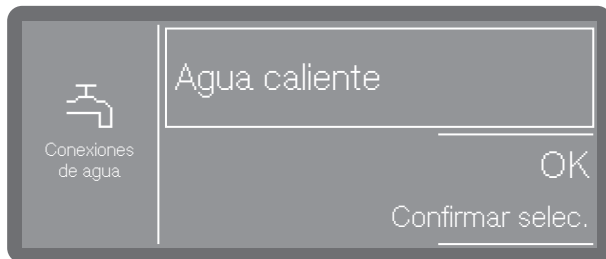 Conexiones
de agua
Agua caliente
OK
Confirmar selec.